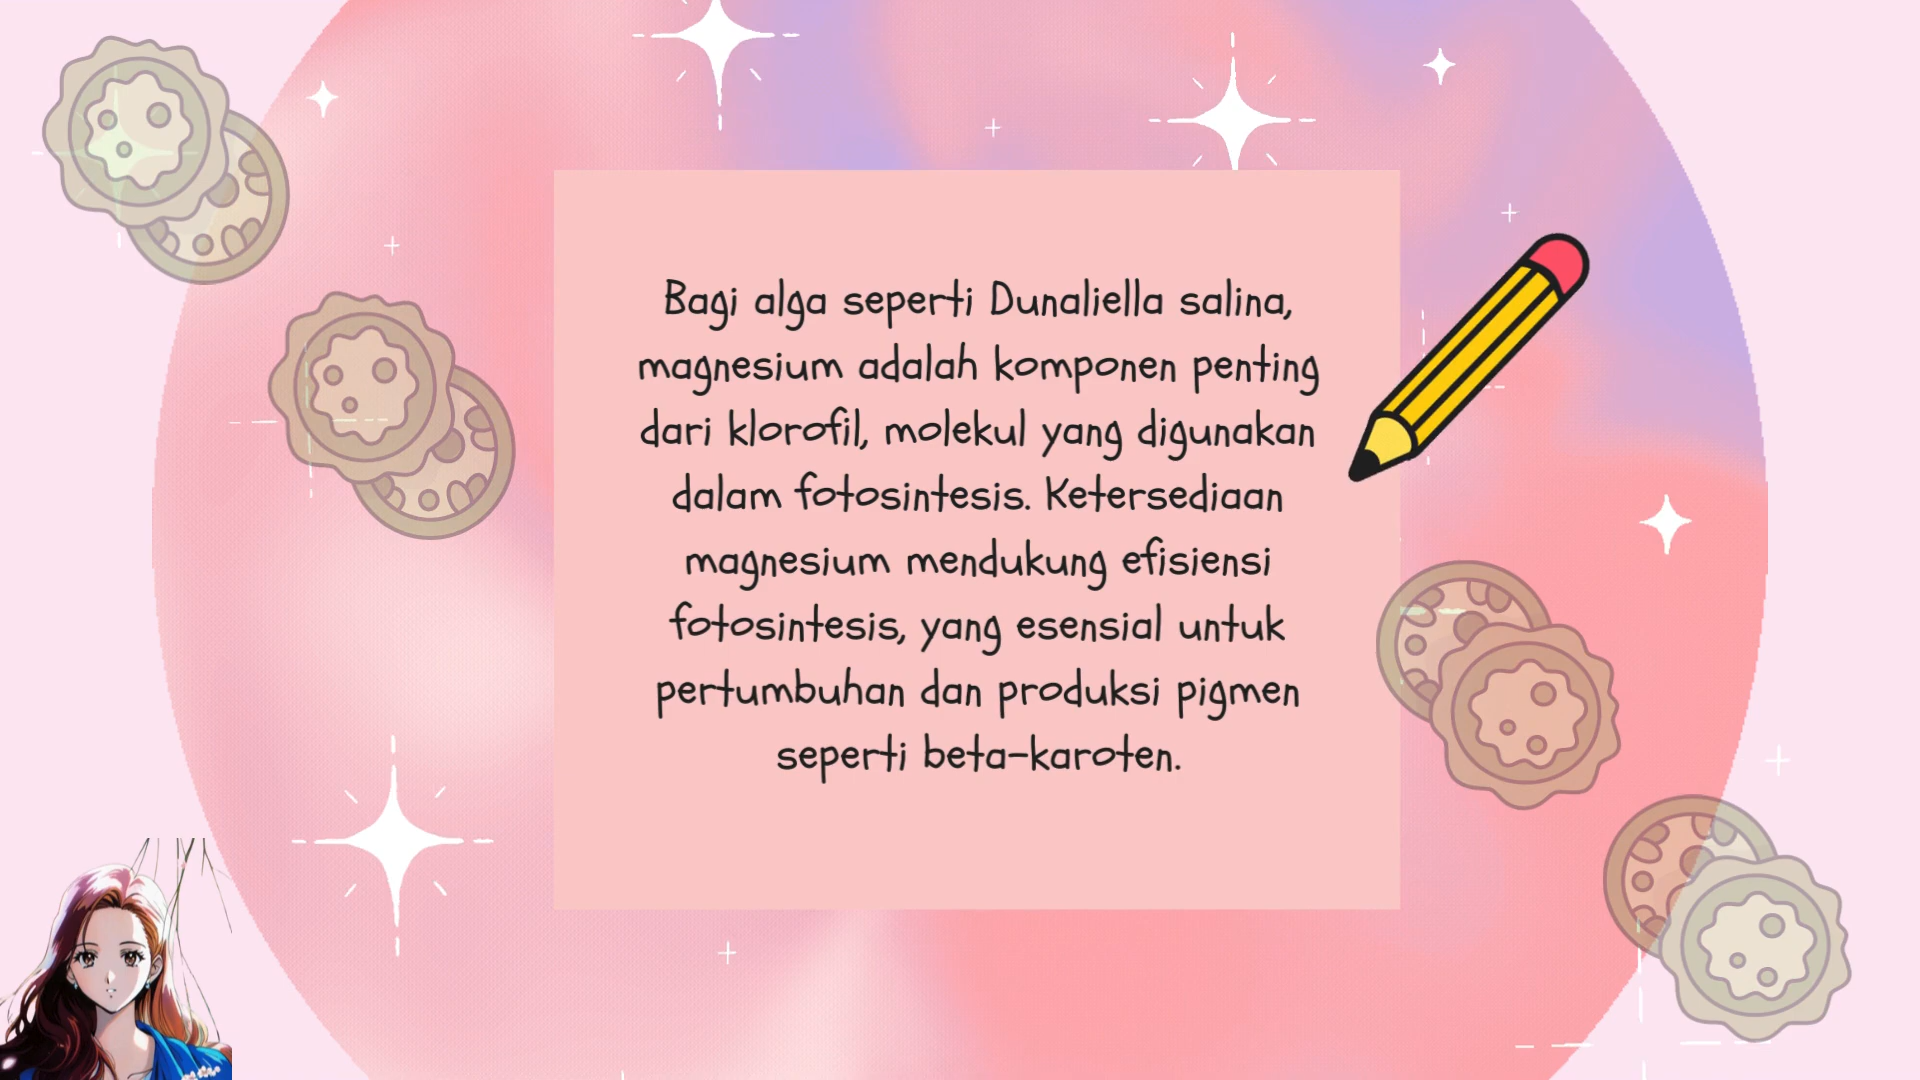 Bagi alga seperti Dunaliella salina,
magnesium adalah komponen penting
dari klorofil, molekul yang digunakan
dalam fotosintesis. Ketersediaan
magnesium mendukung efisiensi
fotosintesis, yang esensial untuk
pertumbuhan dan produksi pigmen
seperti beta-karoten.